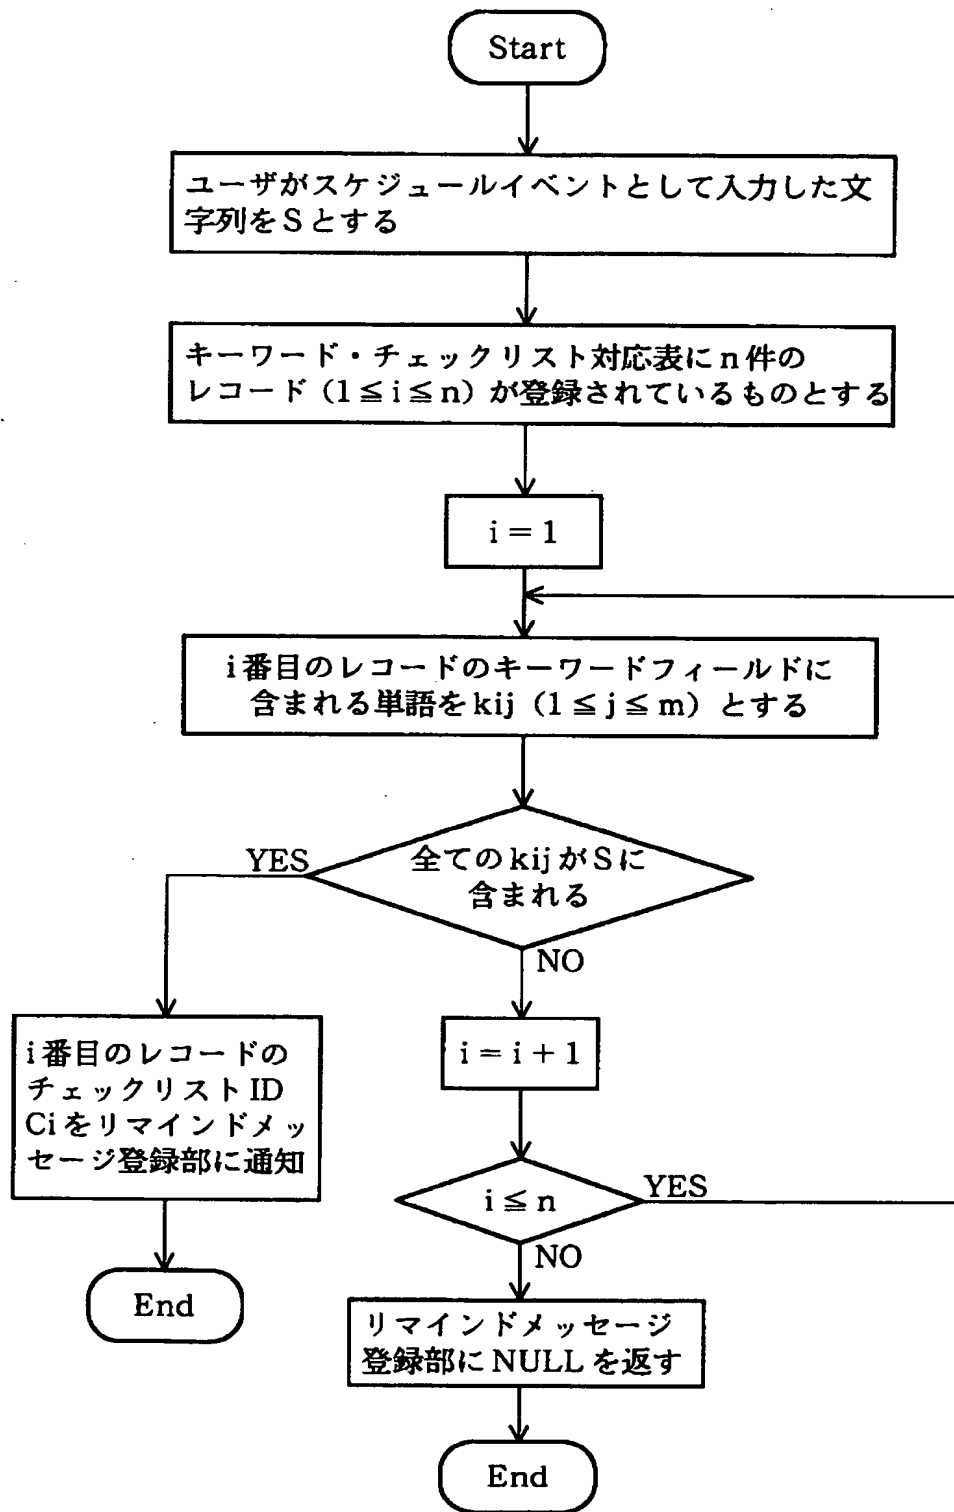 Start
ユーザがスケジュールイベントとして入力した文
字列をSとする
キーワード・チェックリスト対応表にn件の
レコード（1≦i≦n）が登録されているものとする
i＝1
i番目のレコードのキーワードフィールドに
含まれる単語をkij（1≦j≦m）とする
全てのkijがSに
含まれる
YES
NO
i番目のレコードの
チェックリストID
Ciをリマインドメッ
セージ登録部に通知
End
i＝i＋1
i≦n
YES
NO
リマインドメッセージ
登録部にNULLを返す
End